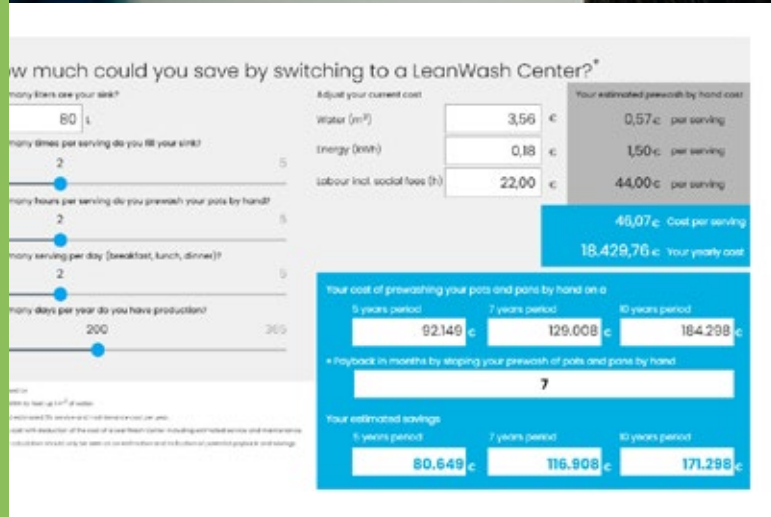 ow much could you save by switching to a LeanWash Center?*
many liters are your sink?
80 L
many times per serving do you fill your sink?
2 5
many hours per serving do you prewash your pots by hand?
2 5
many serving per day (breakfast, lunch, dinner)?
2 5
many days per year do you have production?
200 365
Adjust your current cost
Water (m³) 3,56 €
Energy (kWh) 0,18 €
Labour incl. social fees (h) 22,00 €
Your estimated prewash by hand cost
0,57 € per serving
1,50 € per serving
44,00 € per serving
46,07 € Cost per serving
18.429,76 € Your yearly cost
Your cost of prewashing your pots and pans by hand on a
5 years period 7 years period 10 years period
92.149 € 129.008 € 184.298 €
* Payback in months by stoping your prewash of pots and pans by hand
7
Your estimated savings
5 years period 7 years period 10 years period
80.649 € 116.908 € 171.298 €